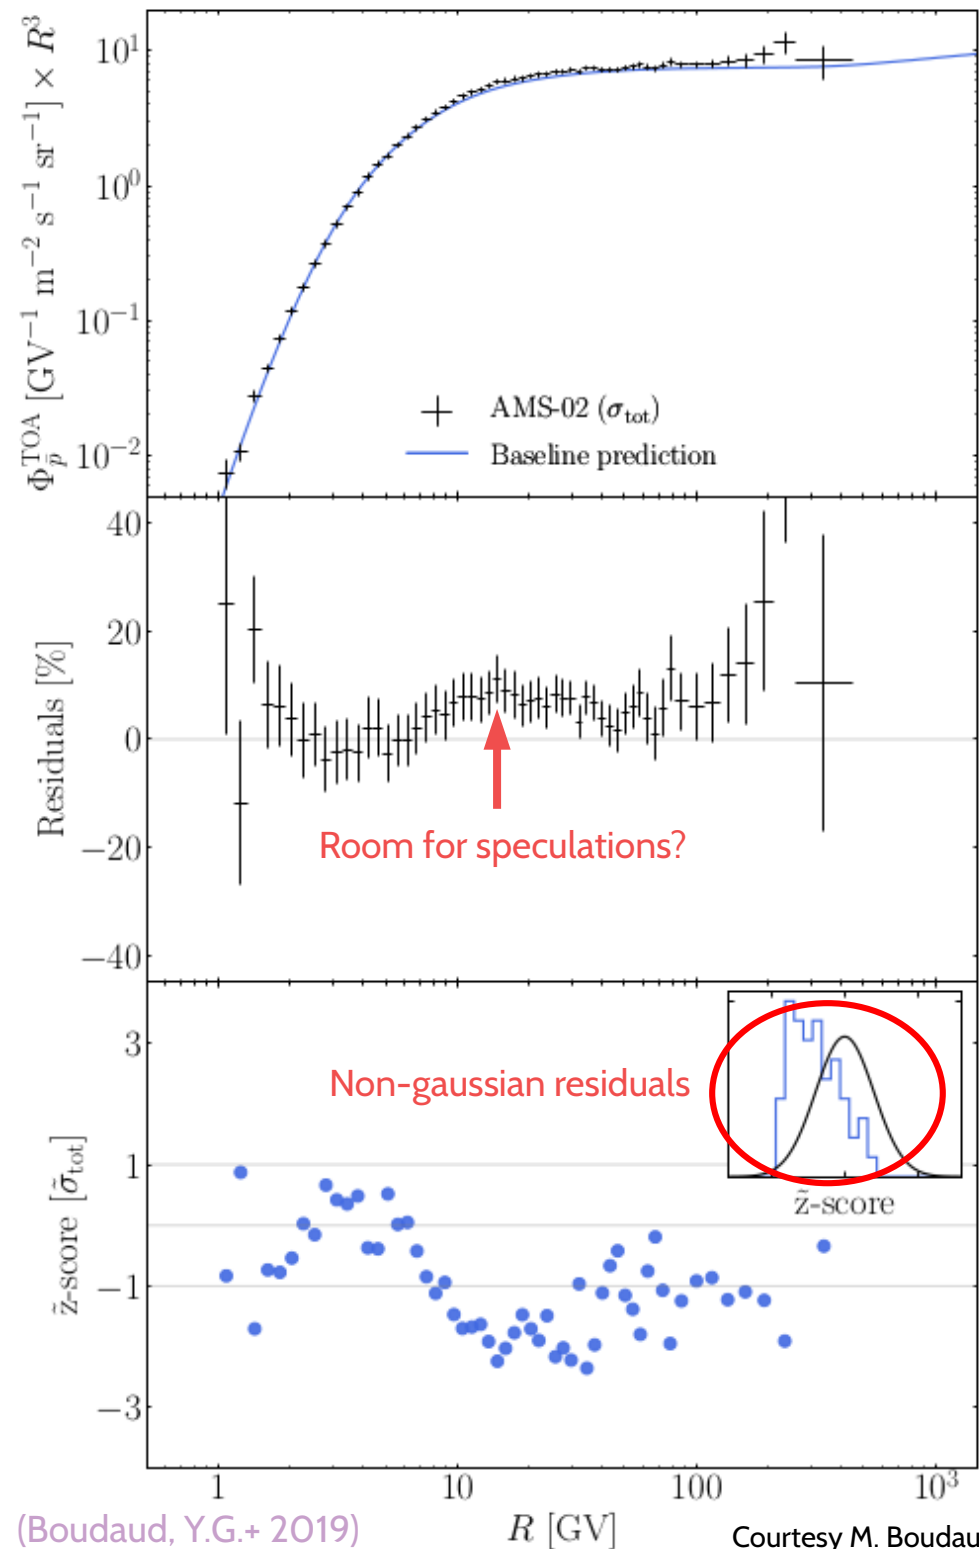 Φ_p̄^TOA [GV⁻¹ m⁻² s⁻¹ sr⁻¹] × R³
10¹
10⁰
10⁻¹
10⁻²
AMS-02 (σ_tot)
Baseline prediction
Residuals [%]
40
20
0
−20
−40
Room for speculations?
z̃-score [σ̃_tot]
3
1
−1
−3
Non-gaussian residuals
z̃-score
1
10
100
10³
R [GV]
(Boudaud, Y.G.+ 2019)
Courtesy M. Boudau